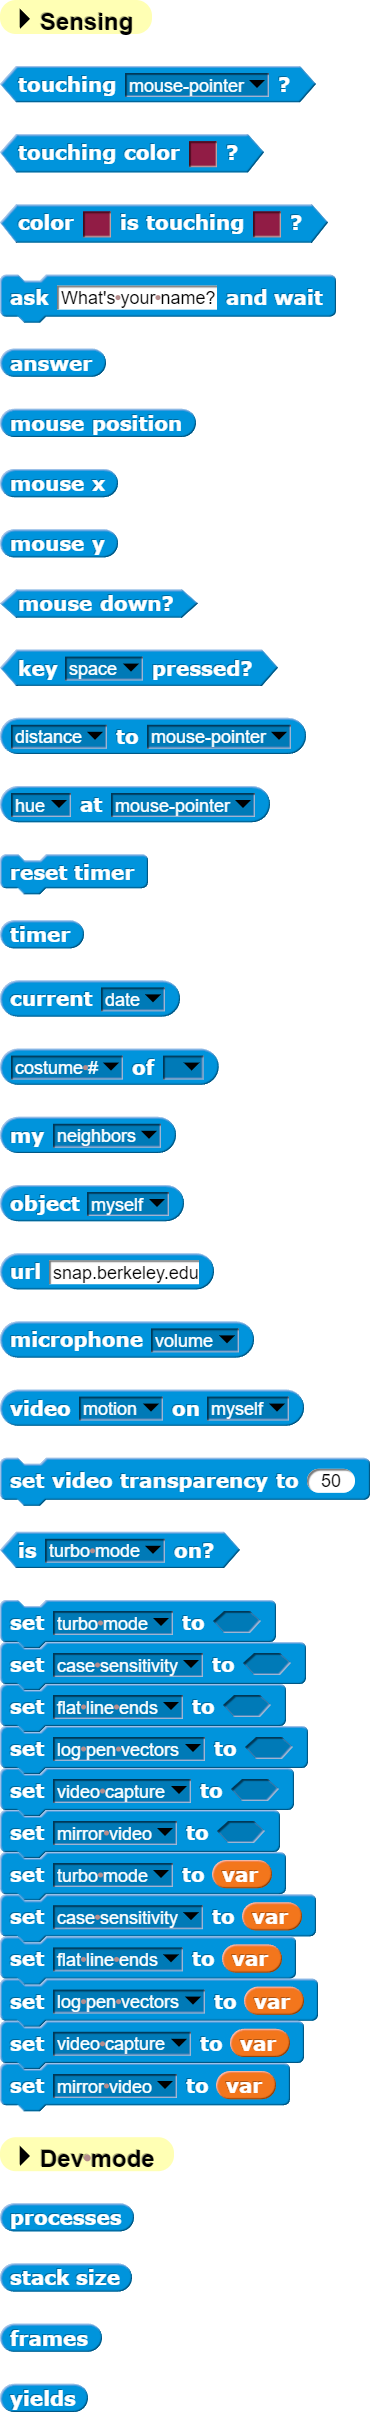 Sensing
touching mouse-pointer ?
touching color ?
color is touching ?
ask What's your name? and wait
answer
mouse position
mouse x
mouse y
mouse down?
key space pressed?
distance to mouse-pointer
hue at mouse-pointer
reset timer
timer
current date
costume # of
my neighbors
object myself
url snap.berkeley.edu
microphone volume
video motion on myself
set video transparency to 50
is turbo mode on?
set turbo mode to
set case sensitivity to
set flat line ends to
set log pen vectors to
set video capture to
set mirror video to
set turbo mode to var
set case sensitivity to var
set flat line ends to var
set log pen vectors to var
set video capture to var
set mirror video to var
Dev mode
processes
stack size
frames
yields